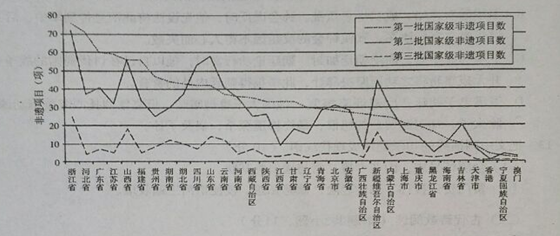 80
70
60
50
40
30
20
10
0
非遗项目（项）
第一批国家级非遗项目数
第二批国家级非遗项目数
第三批国家级非遗项目数
浙江省
河北省
广东省
江苏省
山西省
福建省
贵州省
湖南省
湖北省
四川省
山东省
云南省
河南省
西藏自治区
陕西省
江西省
甘肃省
辽宁省
青海省
北京市
安徽省
广西壮族自治区
新疆维吾尔自治区
内蒙古自治区
上海市
重庆市
黑龙江省
海南省
吉林省
天津市
香港
宁夏回族自治区
澳门